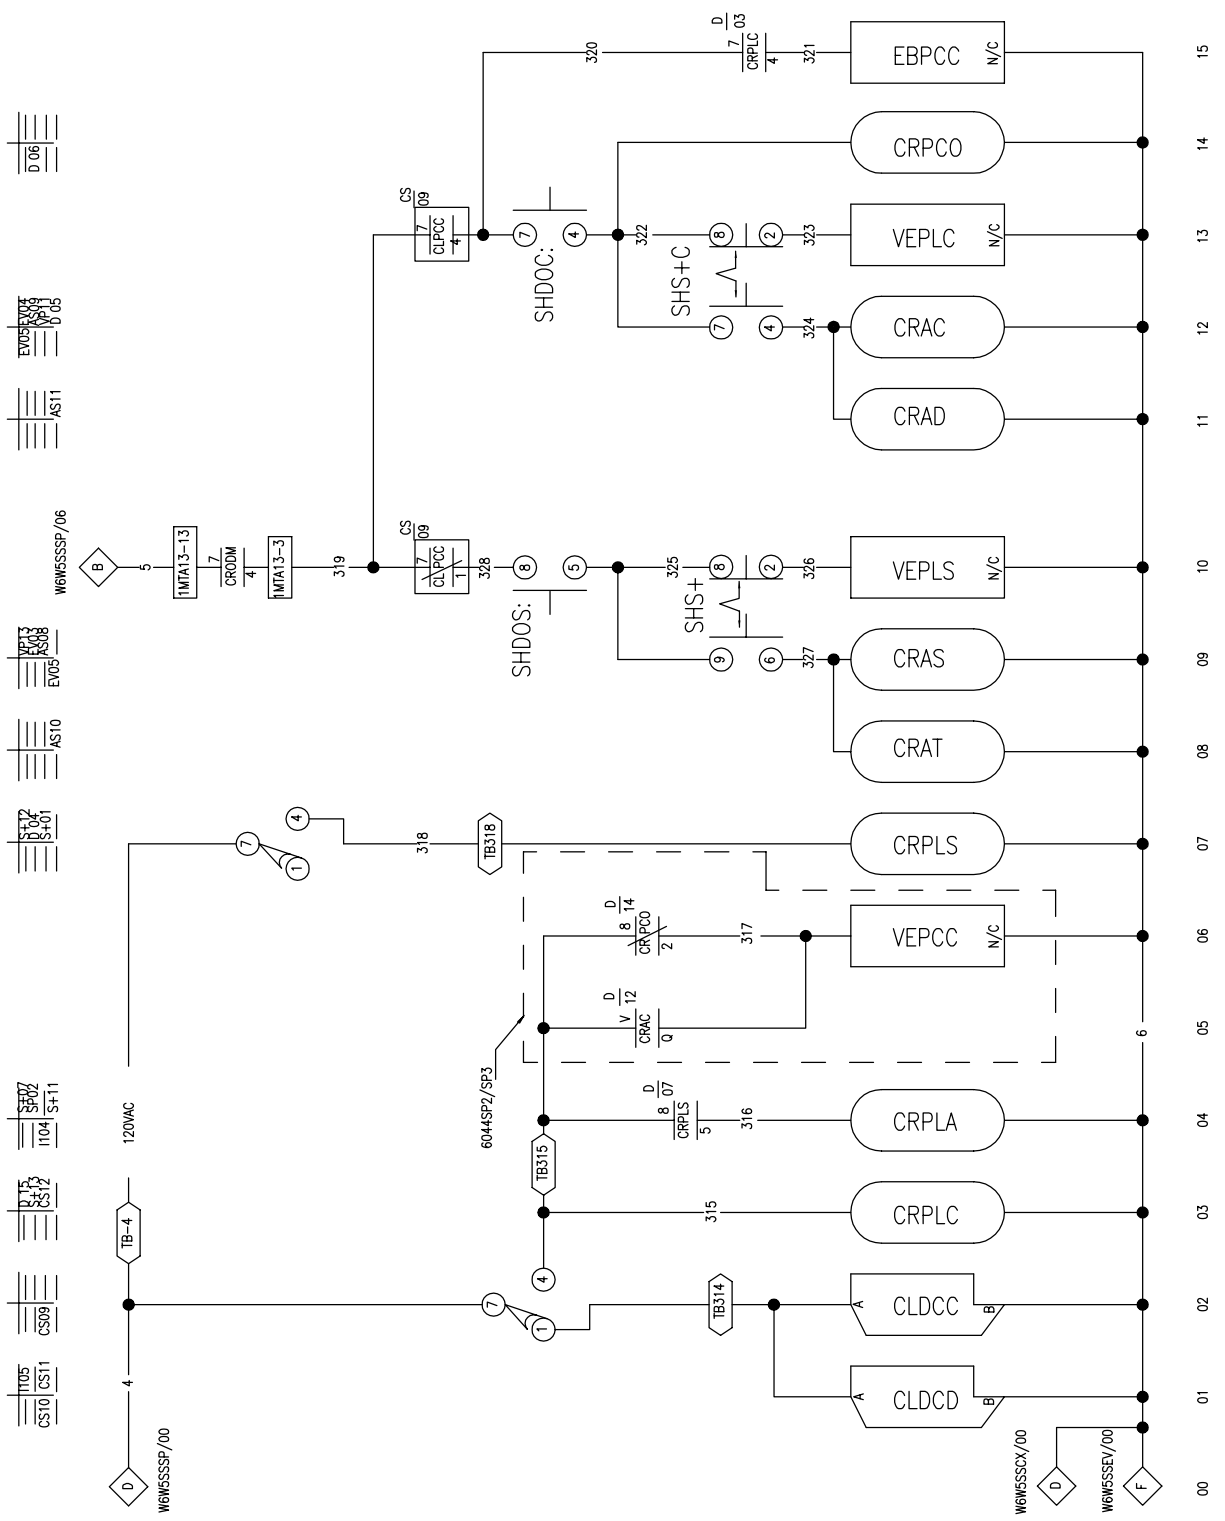 D 06
EV05 EV04
AS09
VP11
D 05
AS11
VP13
EV03
AS08
EV05
AS10
S+12
D 04
S+01
S+07
SP02
I104 S+11
D 15
S+13
CS12
CS09
I105
CS10 CS11
D
W6W5SSSP/00
4
TB-4
120VAC
7
1
4
318
TB318
CRPLS
07
W6W5SSSP/06
B
5
1MTA13-13
7
CRODM
4
1MTA13-3
319
CS
09
7
CLPCC
1
328
8
5
SHDOS:
325
8
2
SHS+
326
VEPLS
N/C
10
9
6
327
CRAS
09
CRAT
08
CS
09
7
CLPCC
4
7
4
SHDOC:
322
8
2
SHS+C
323
VEPLC
N/C
13
7
4
324
CRAC
12
CRAD
11
CRPCO
14
320
D
03
7
CRPLC
4
321
EBPCC
N/C
15
6044SP2/SP3
D
14
8
CRPCO
2
317
VEPCC
N/C
06
D
12
V
CRAC
Q
05
6
D
07
8
CRPLS
5
316
CRPLA
04
TB315
4
315
CRPLC
03
7
1
TB314
A
CLDCC
B
02
A
CLDCD
B
01
W6W5SSCX/00
D
W6W5SSEV/00
F
00